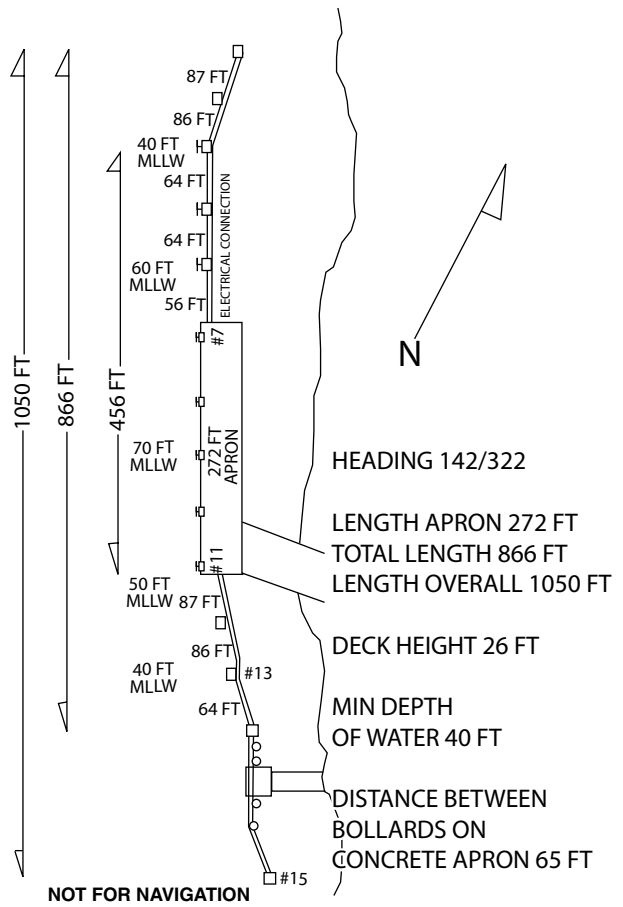 87 FT
86 FT
40 FT
MLLW
64 FT
64 FT
ELECTRICAL CONNECTION
60 FT
MLLW
56 FT
#7
N
1050 FT
866 FT
456 FT
70 FT
MLLW
272 FT
APRON
HEADING 142/322
LENGTH APRON 272 FT
TOTAL LENGTH 866 FT
LENGTH OVERALL 1050 FT
#11
50 FT
MLLW
87 FT
86 FT
DECK HEIGHT 26 FT
40 FT
MLLW
#13
64 FT
MIN DEPTH
OF WATER 40 FT
DISTANCE BETWEEN
BOLLARDS ON
CONCRETE APRON 65 FT
#15
NOT FOR NAVIGATION